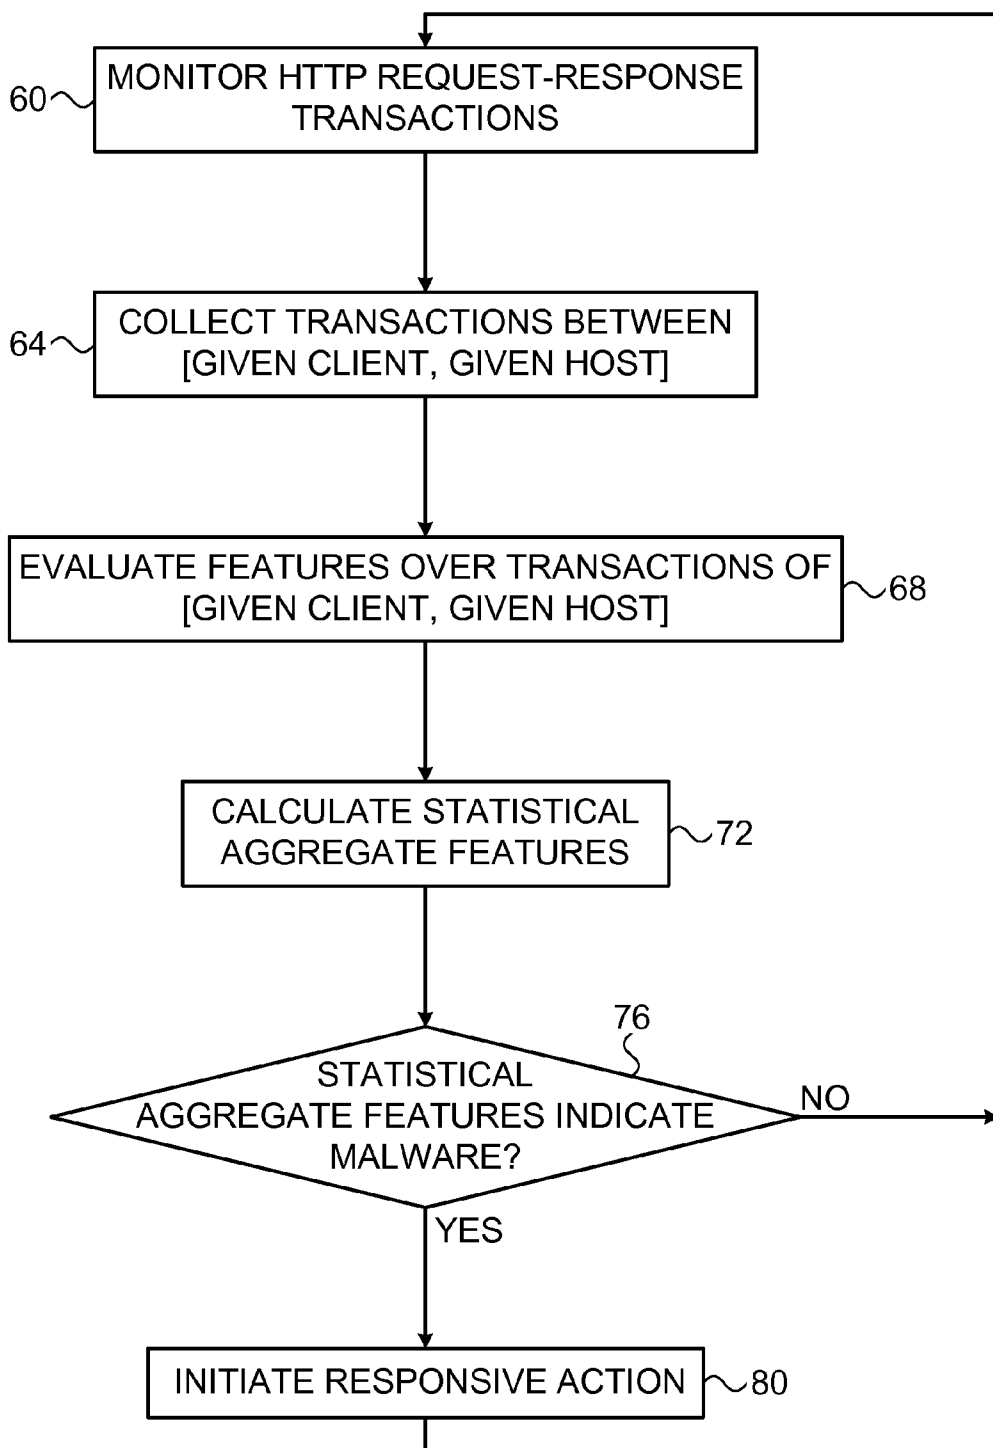 MONITOR HTTP REQUEST-RESPONSE
TRANSACTIONS
60
COLLECT TRANSACTIONS BETWEEN
[GIVEN CLIENT, GIVEN HOST]
64
EVALUATE FEATURES OVER TRANSACTIONS OF
[GIVEN CLIENT, GIVEN HOST]
68
CALCULATE STATISTICAL
AGGREGATE FEATURES
72
76
STATISTICAL
AGGREGATE FEATURES INDICATE
MALWARE?
NO
YES
INITIATE RESPONSIVE ACTION
80